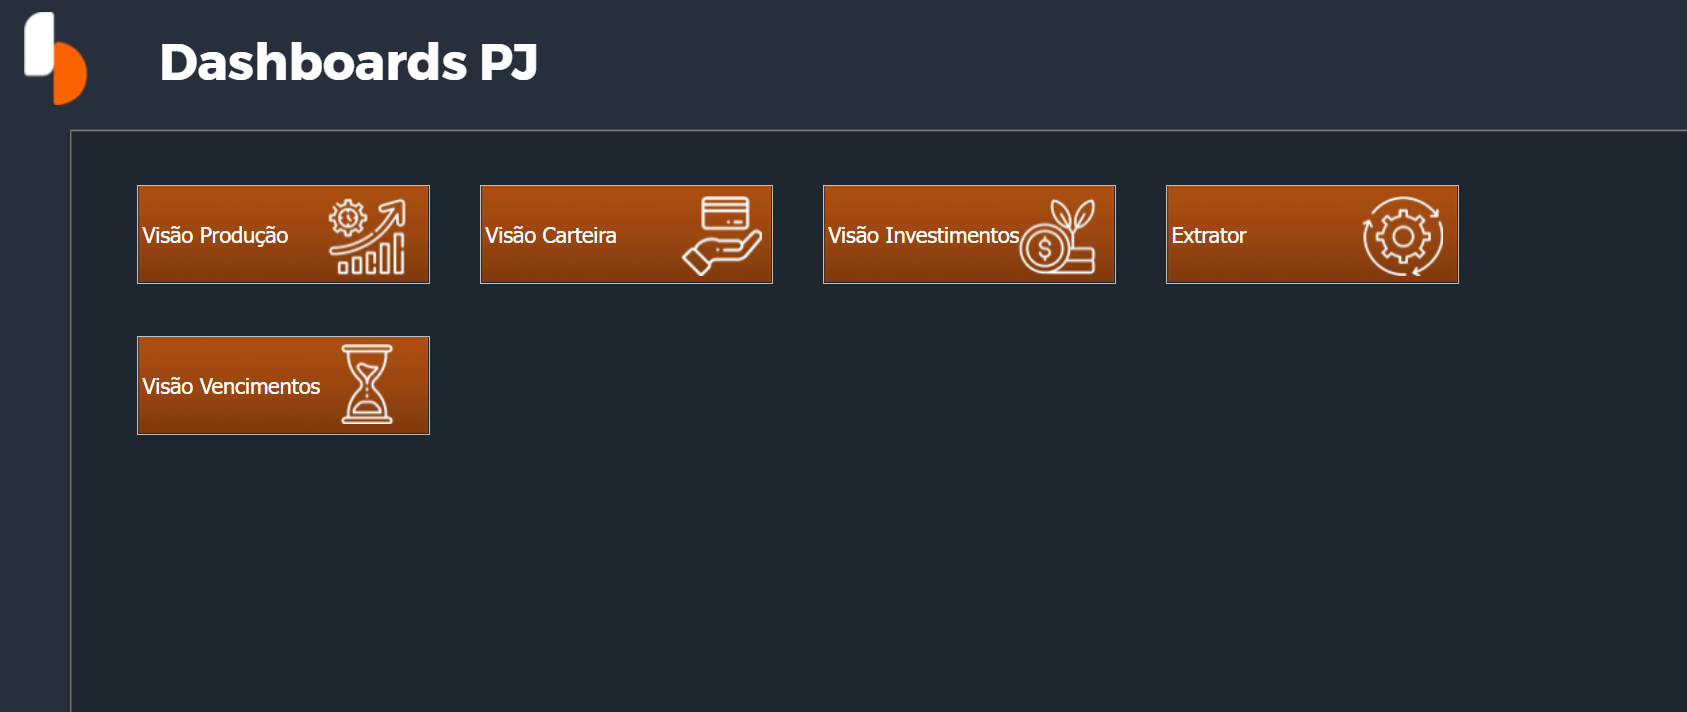 Dashboards PJ
Visão Produção
Visão Carteira
Visão Investimentos
Extrator
Visão Vencimentos